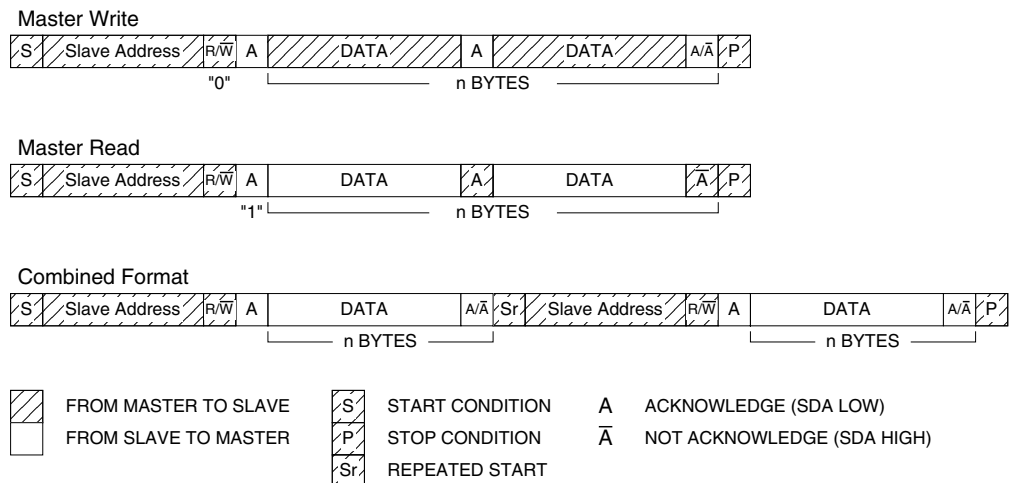 Master Write
S Slave Address R/W̅ A DATA A DATA A/A̅ P
"0" n BYTES
Master Read
S Slave Address R/W̅ A DATA A DATA A̅ P
"1" n BYTES
Combined Format
S Slave Address R/W̅ A DATA A/A̅ Sr Slave Address R/W̅ A DATA A/A̅ P
n BYTES n BYTES
FROM MASTER TO SLAVE S START CONDITION A ACKNOWLEDGE (SDA LOW)
FROM SLAVE TO MASTER P STOP CONDITION A̅ NOT ACKNOWLEDGE (SDA HIGH)
Sr REPEATED START